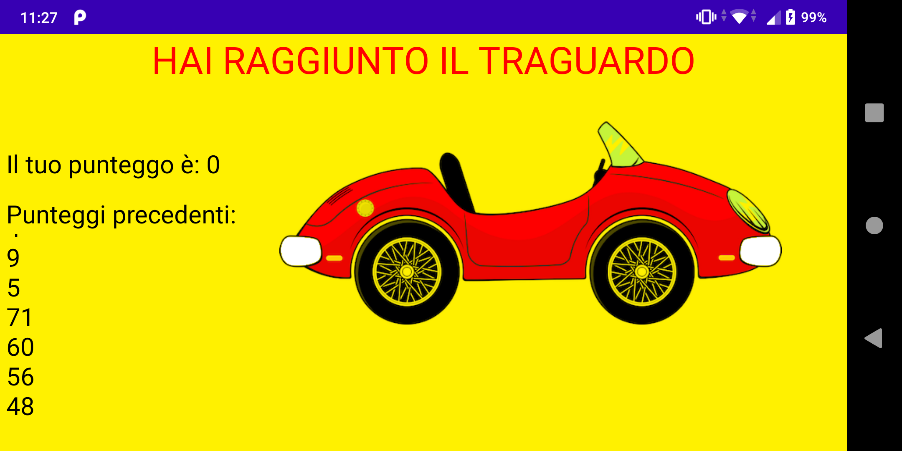 11:27
99%
HAI RAGGIUNTO IL TRAGUARDO
Il tuo punteggo è: 0
Punteggi precedenti:
9
5
71
60
56
48